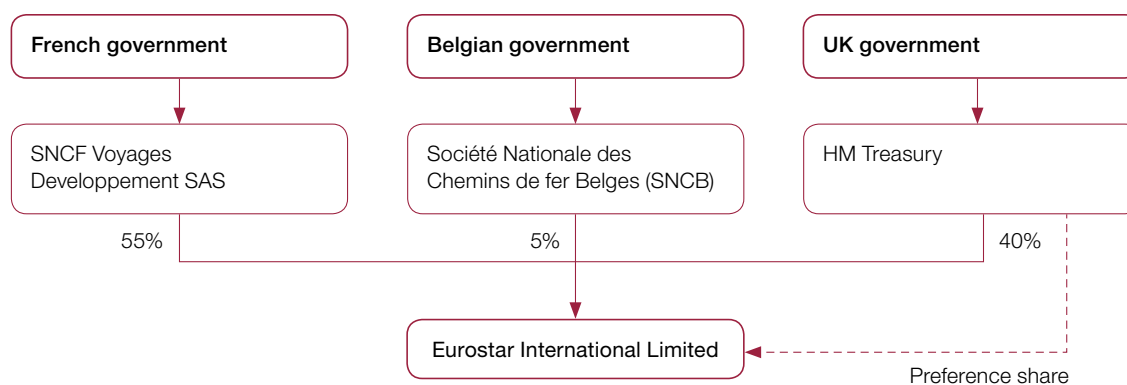 French government
Belgian government
UK government
SNCF Voyages
Developpement SAS
Société Nationale des
Chemins de fer Belges (SNCB)
HM Treasury
55%
5%
40%
Eurostar International Limited
Preference share